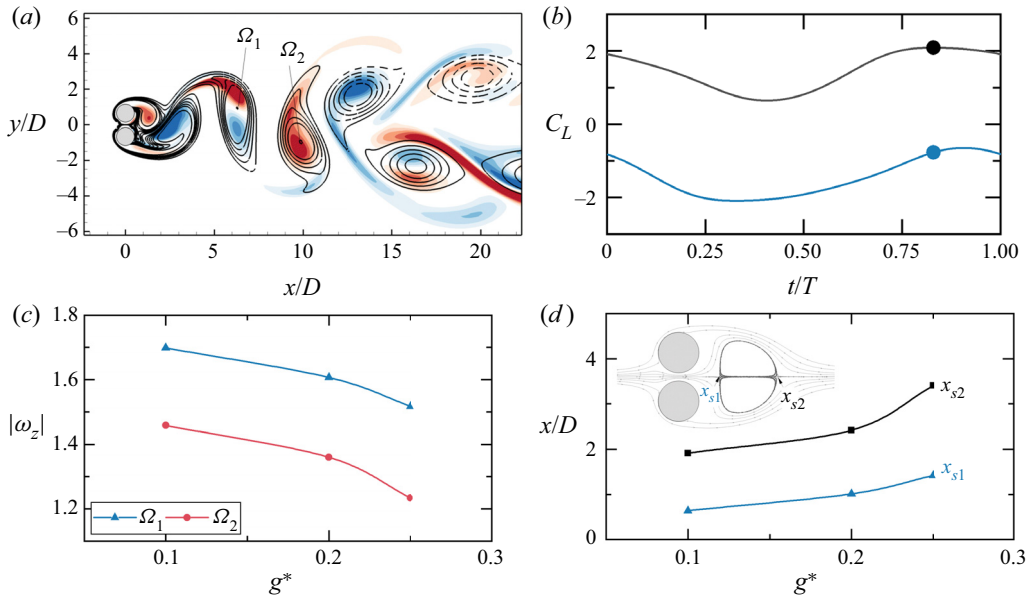 (a)
Ω1
Ω2
6
4
2
0
−2
−4
−6
y/D
0
5
10
15
20
x/D
(b)
2
0
−2
C_L
0
0.25
0.50
0.75
1.00
t/T
(c)
1.8
1.6
1.4
1.2
|ω_z|
Ω1
Ω2
0.1
0.2
0.3
g*
(d)
4
2
0
x/D
x_s1
x_s2
x_s2
x_s1
0.1
0.2
0.3
g*